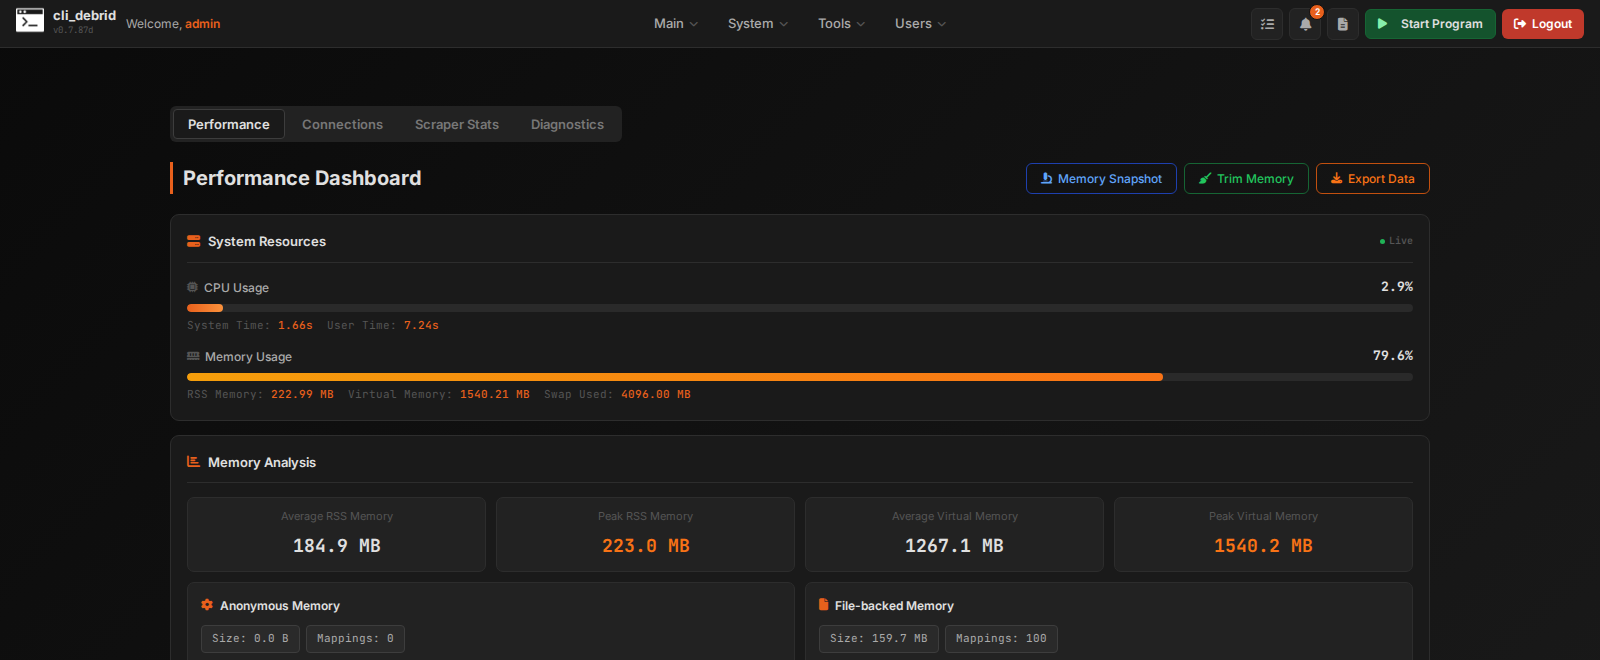 cli_debrid
v0.7.87d
Welcome, admin
Main
System
Tools
Users
2
Start Program
Logout
Performance
Connections
Scraper Stats
Diagnostics
Performance Dashboard
Memory Snapshot
Trim Memory
Export Data
System Resources
Live
CPU Usage
2.9%
System Time: 1.66s User Time: 7.24s
Memory Usage
79.6%
RSS Memory: 222.99 MB Virtual Memory: 1540.21 MB Swap Used: 4096.00 MB
Memory Analysis
Average RSS Memory
184.9 MB
Peak RSS Memory
223.0 MB
Average Virtual Memory
1267.1 MB
Peak Virtual Memory
1540.2 MB
Anonymous Memory
Size: 0.0 B
Mappings: 0
File-backed Memory
Size: 159.7 MB
Mappings: 100